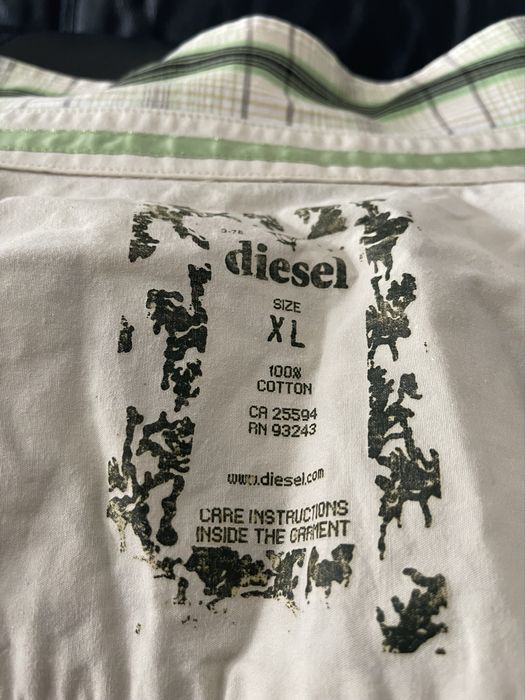 diesel
SIZE
XL
100%
COTTON
CA 25594
RN 93243
www.diesel.com
CARE INSTRUCTIONS
INSIDE THE GARMENT